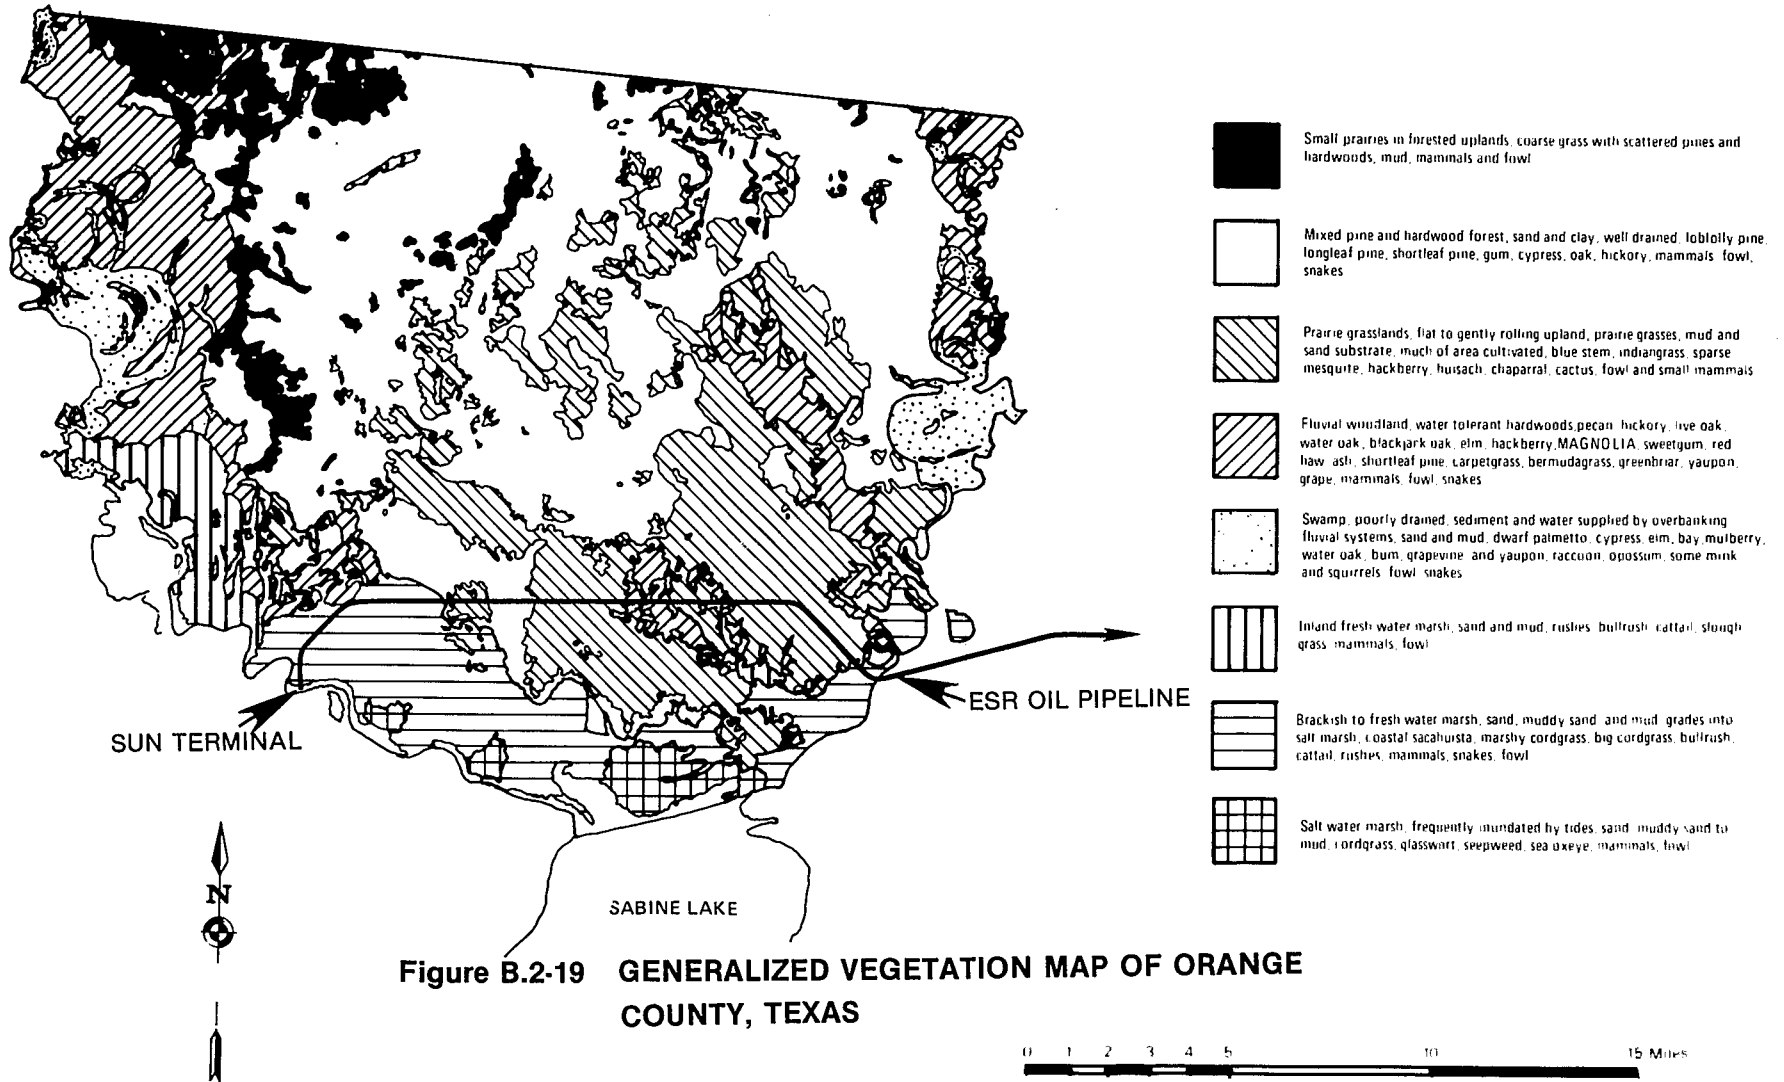 Small prairies in forested uplands, coarse grass with scattered pines and
hardwoods, mud, mammals and fowl
Mixed pine and hardwood forest, sand and clay, well drained, loblolly pine,
longleaf pine, shortleaf pine, gum, cypress, oak, hickory, mammals, fowl,
snakes
Prairie grasslands, flat to gently rolling upland, prairie grasses, mud and
sand substrate, much of area cultivated, blue stem, indiangrass, sparse
mesquite, hackberry, huisach, chaparral, cactus, fowl and small mammals
Fluvial woodland, water tolerant hardwoods, pecan, hickory, live oak,
water oak, blackjack oak, elm, hackberry, MAGNOLIA, sweetgum, red
haw, ash, shortleaf pine, carpetgrass, bermudagrass, greenbriar, yaupon,
grape, mammals, fowl, snakes
Swamp, poorly drained, sediment and water supplied by overbanking
fluvial systems, sand and mud, dwarf palmetto, cypress, elm, bay, mulberry,
water oak, bum, grapevine and yaupon, raccoon, opossum, some mink
and squirrels, fowl, snakes
Inland fresh water marsh, sand and mud, rushes, bullrush, cattail, slough
grass, mammals, fowl
Brackish to fresh water marsh, sand, muddy sand and mud, grades into
salt marsh, coastal sacahuista, marshy cordgrass, big cordgrass, bullrush,
cattail, rushes, mammals, snakes, fowl
Salt water marsh, frequently inundated by tides, sand, muddy sand to
mud, cordgrass, glasswort, seepweed, sea oxeye, mammals, fowl
ESR OIL PIPELINE
SUN TERMINAL
N
SABINE LAKE
Figure B.2-19 GENERALIZED VEGETATION MAP OF ORANGE
COUNTY, TEXAS
0 1 2 3 4 5 10 15 Miles